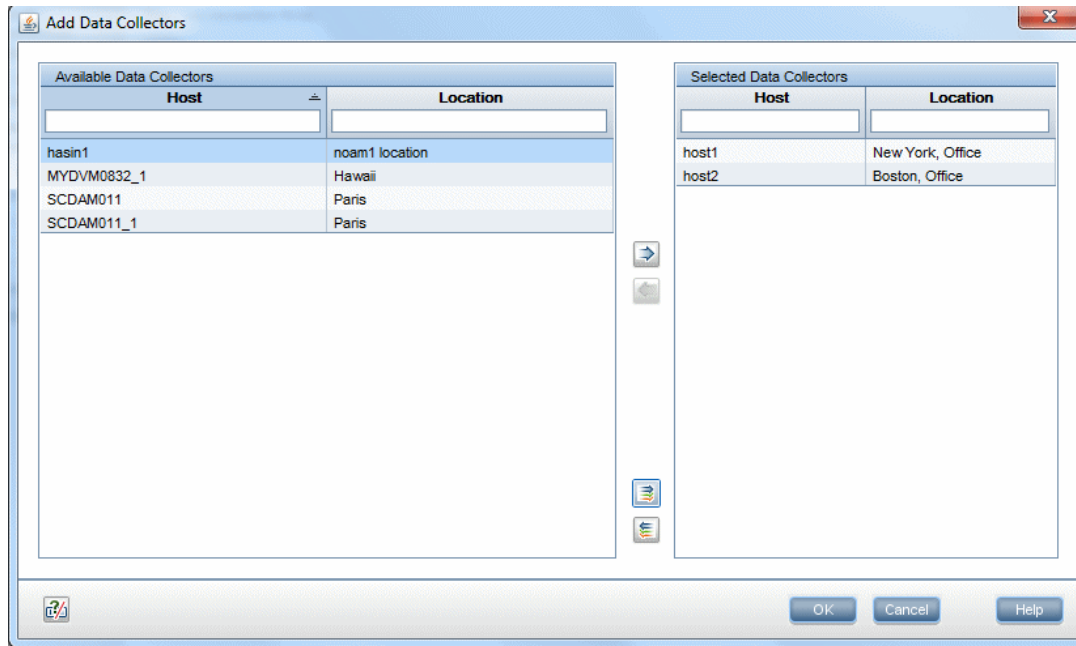 Add Data Collectors
Available Data Collectors
Host Location
hasin1 noam1 location
MYDVM0832_1 Hawaii
SCDAM011 Paris
SCDAM011_1 Paris
Selected Data Collectors
Host Location
host1 New York, Office
host2 Boston, Office
OK Cancel Help